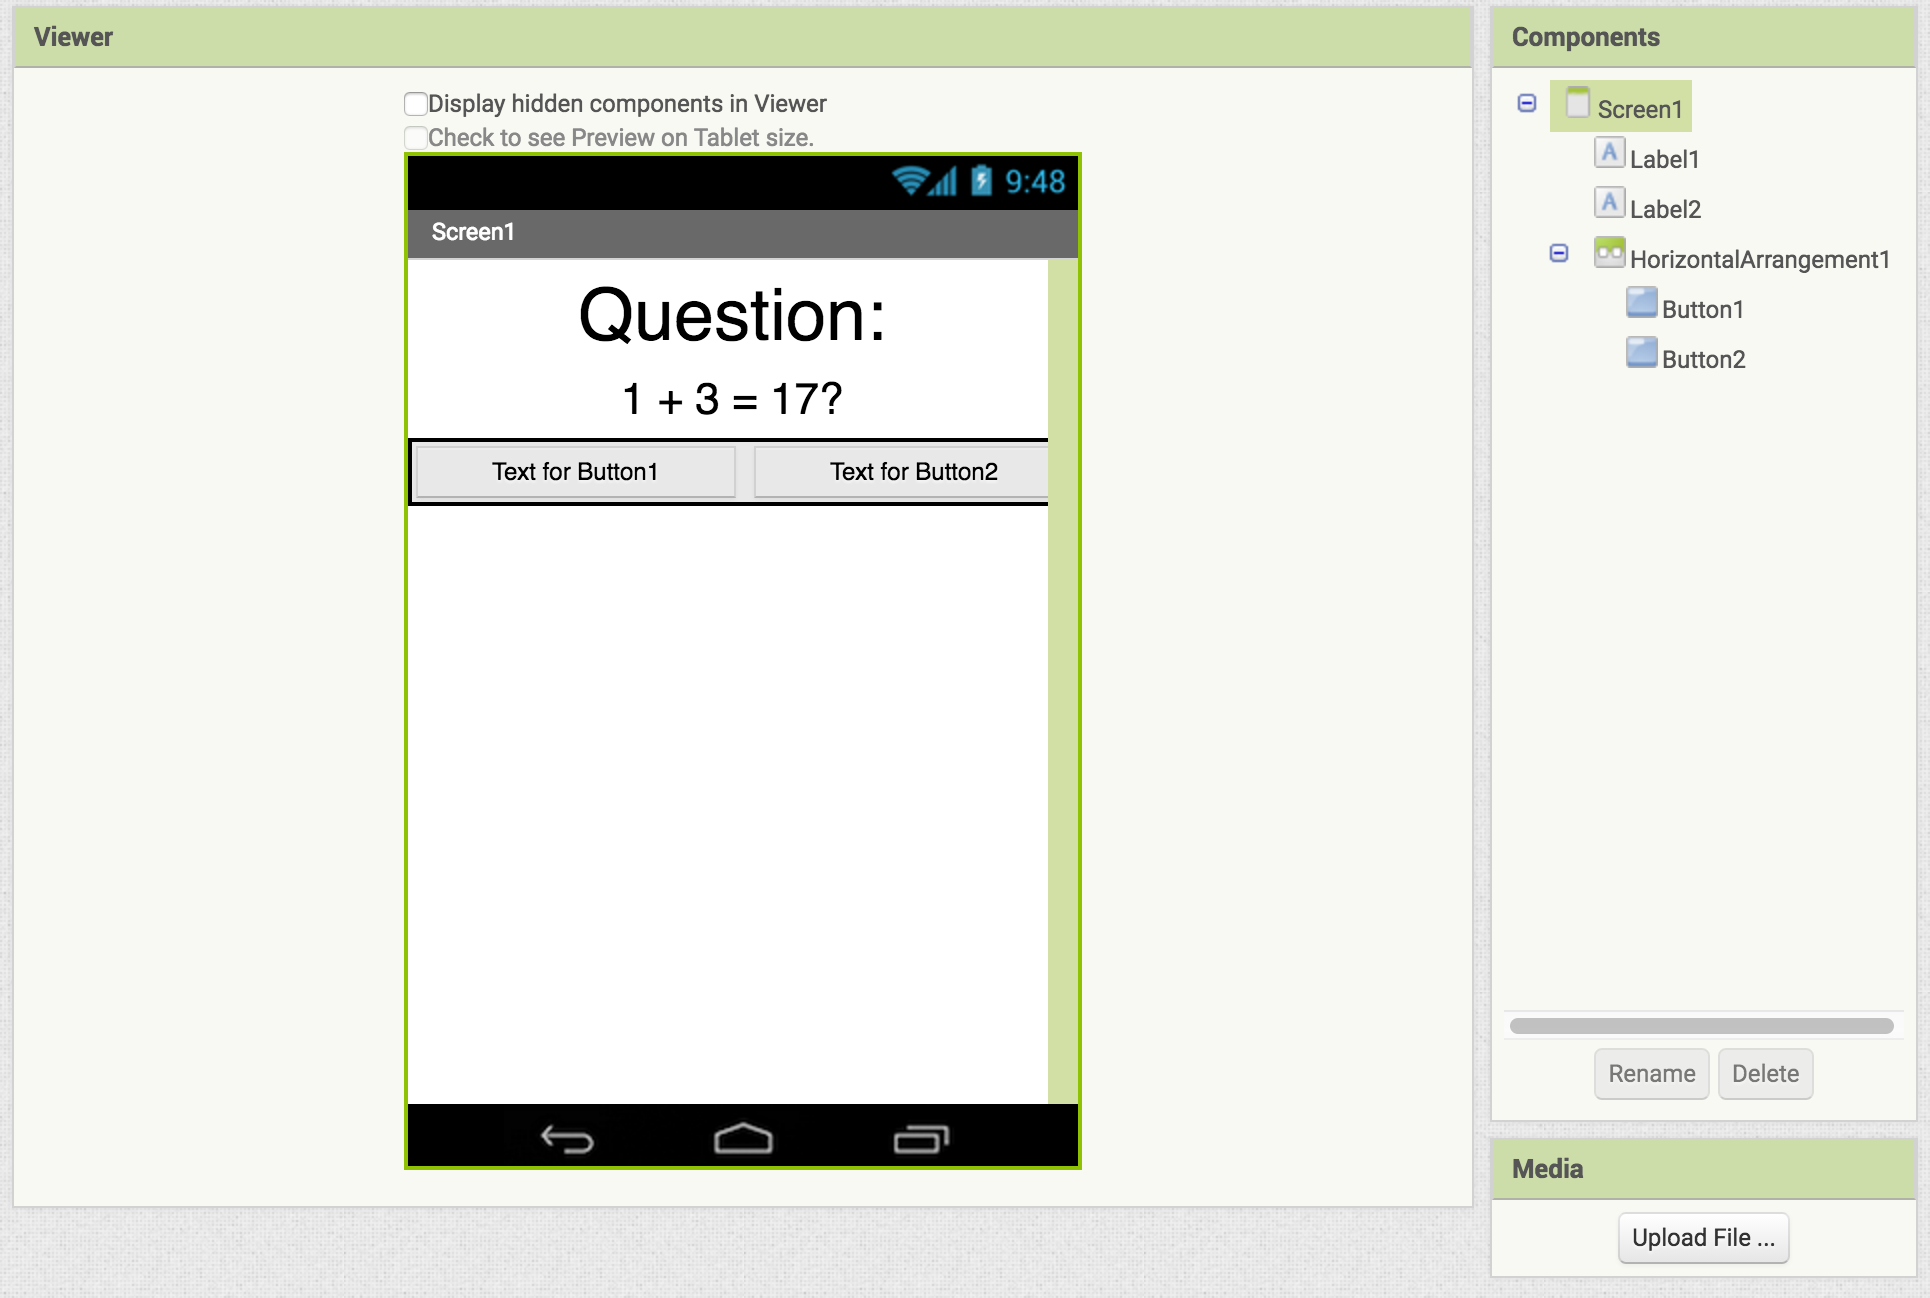 Viewer
Display hidden components in Viewer
Check to see Preview on Tablet size.
9:48
Screen1
Question:
1 + 3 = 17?
Text for Button1 Text for Button2
Components
Screen1
A Label1
A Label2
HorizontalArrangement1
Button1
Button2
Rename Delete
Media
Upload File ...